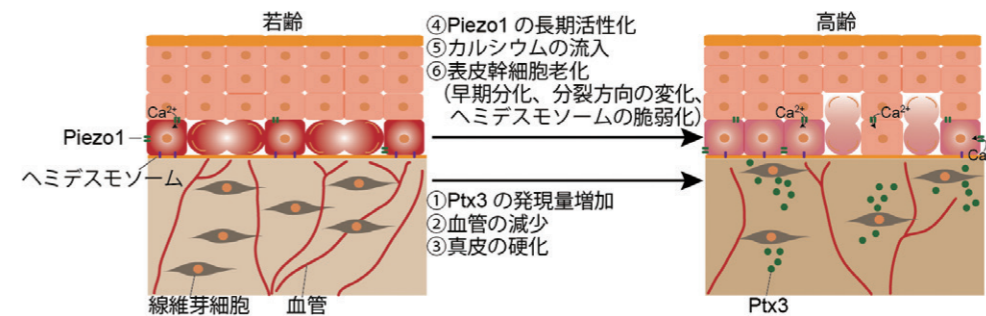 若齢
④Piezo1 の長期活性化
⑤カルシウムの流入
⑥表皮幹細胞老化
（早期分化、分裂方向の変化、
ヘミデスモソームの脆弱化）
高齢
Ca²⁺
Piezo1
ヘミデスモソーム
①Ptx3 の発現量増加
②血管の減少
③真皮の硬化
線維芽細胞
血管
Ca²⁺
Ca²⁺
Ca
Ptx3